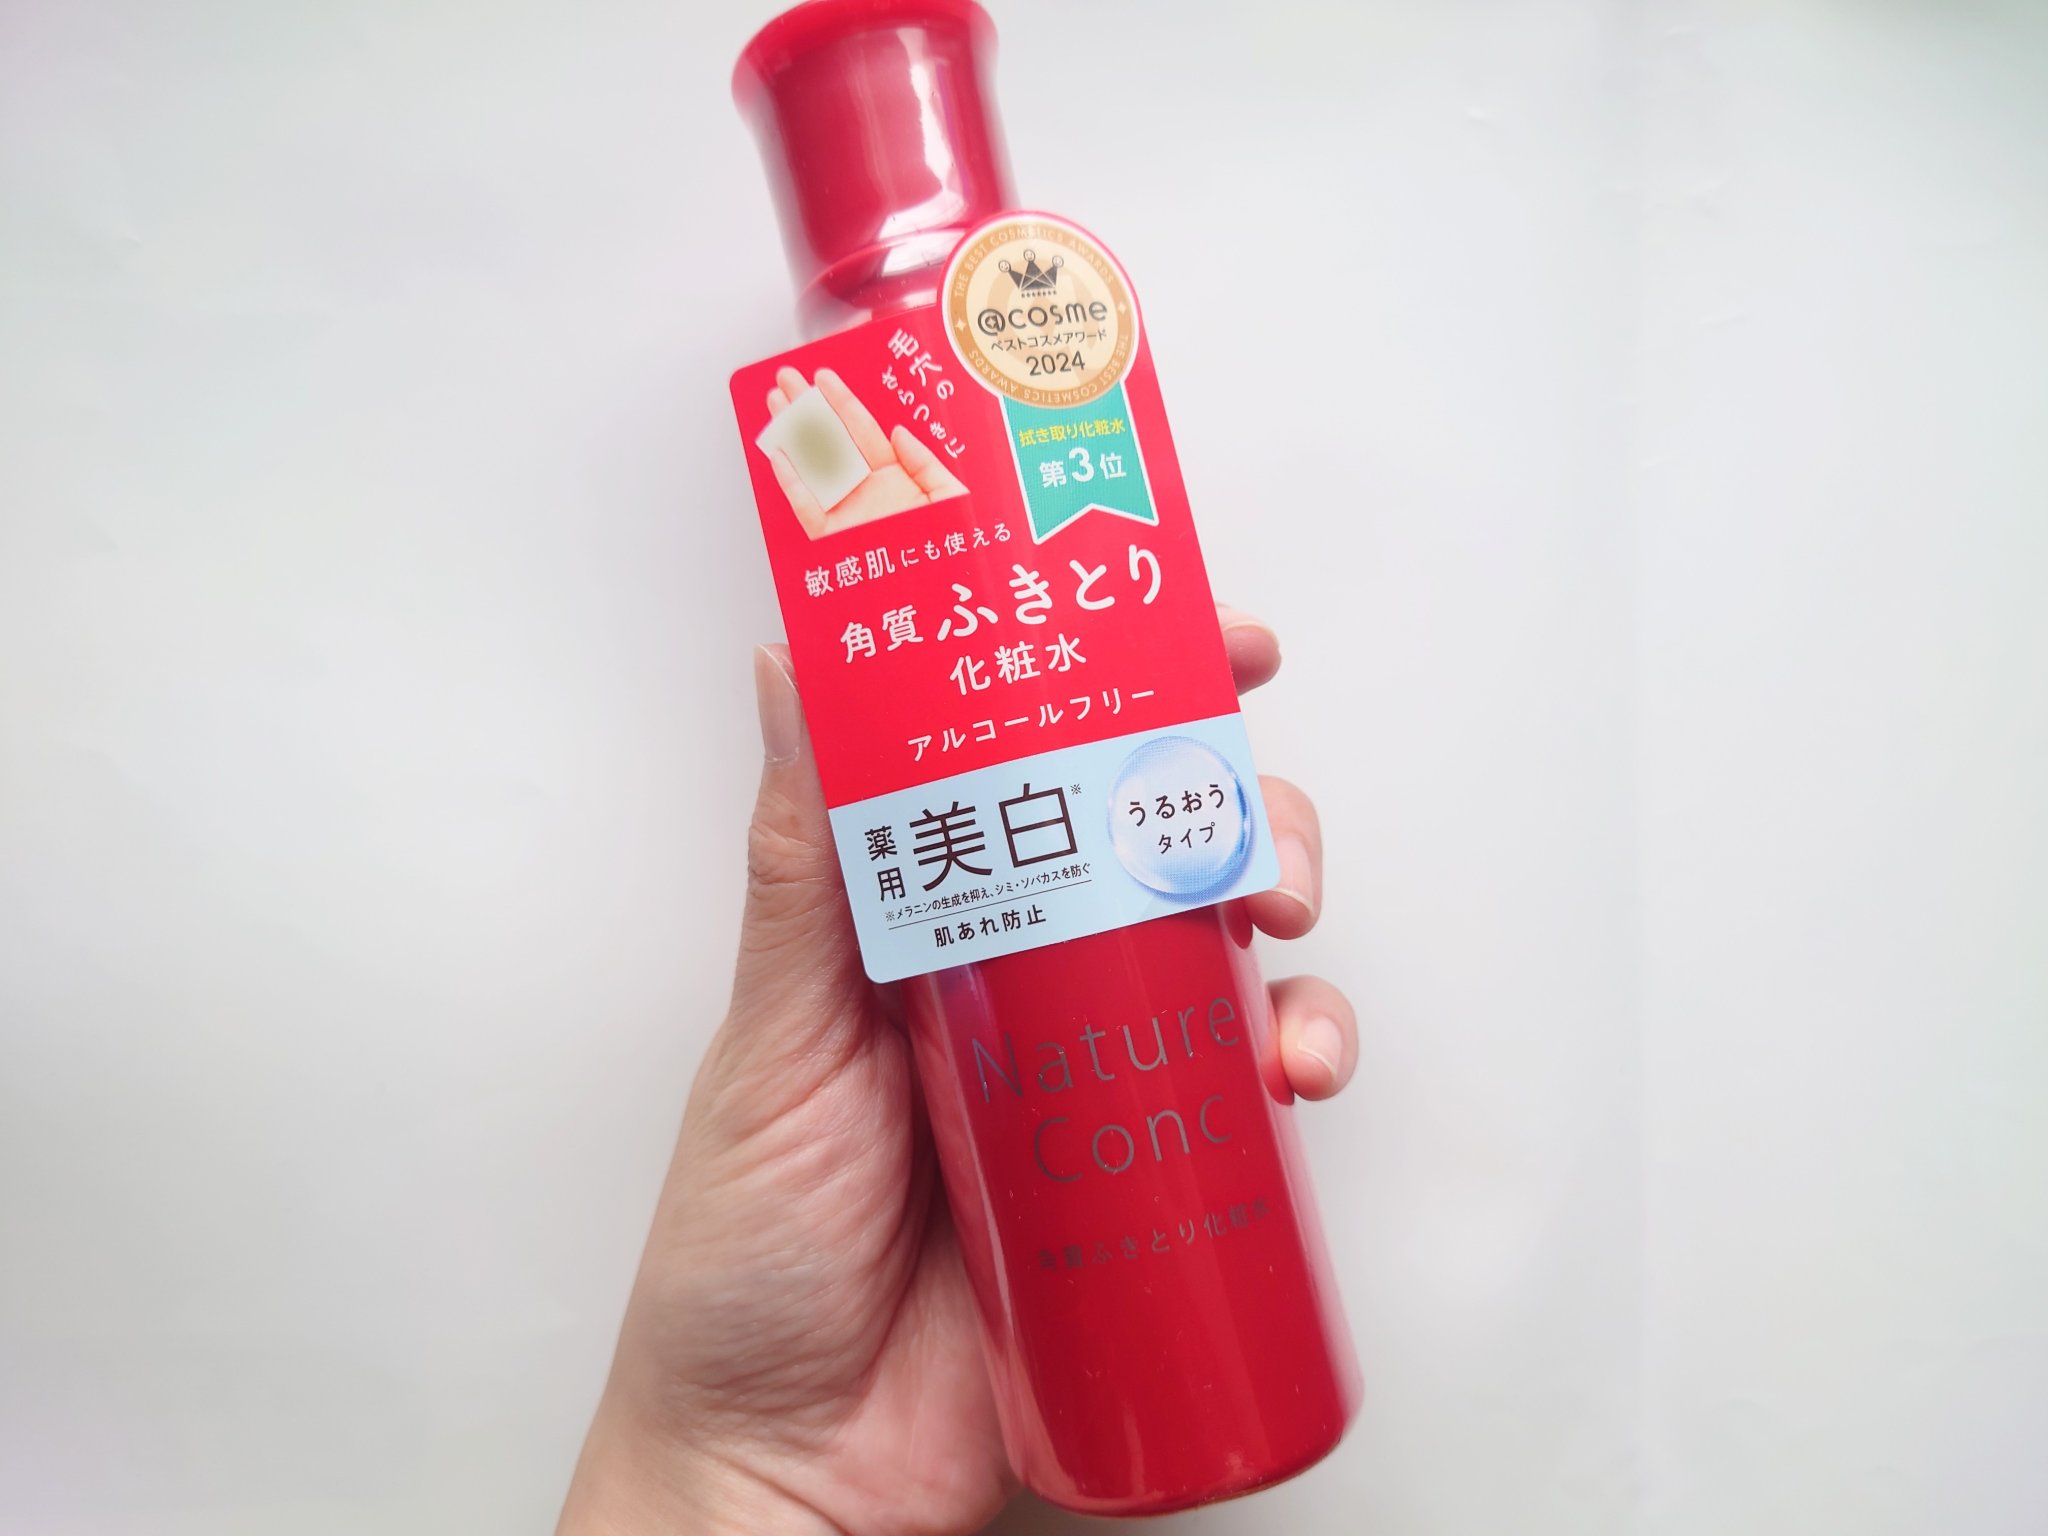 THE BEST COSMETICS AWARDS
@cosme
ベストコスメアワード
2024
THE BEST COSMETICS AWARDS
拭き取り化粧水
第3位
毛穴の
ざらつきに
敏感肌にも使える
角質ふきとり
化粧水
アルコールフリー
薬用
美白※
※メラニンの生成を抑え、シミ・ソバカスを防ぐ
肌あれ防止
うるおう
タイプ
Nature
Conc
角質ふきとり化粧水